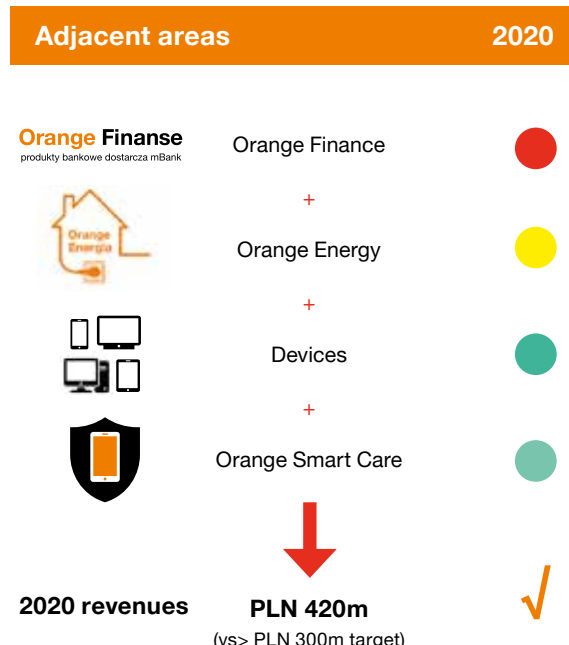 Adjacent areas 2020
Orange Finanse
produkty bankowe dostarcza mBank
Orange Finance
+
Orange
Energia
Orange Energy
+
Devices
+
Orange Smart Care
2020 revenues PLN 420m √
(vs> PLN 300m target)